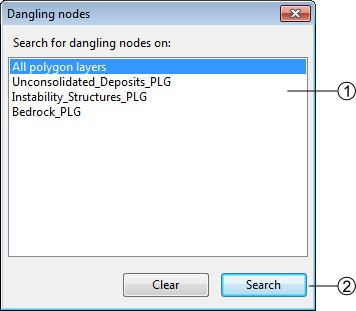 Dangling nodes
Search for dangling nodes on:
All polygon layers
Unconsolidated_Deposits_PLG
Instability_Structures_PLG
Bedrock_PLG
1
Clear Search
2